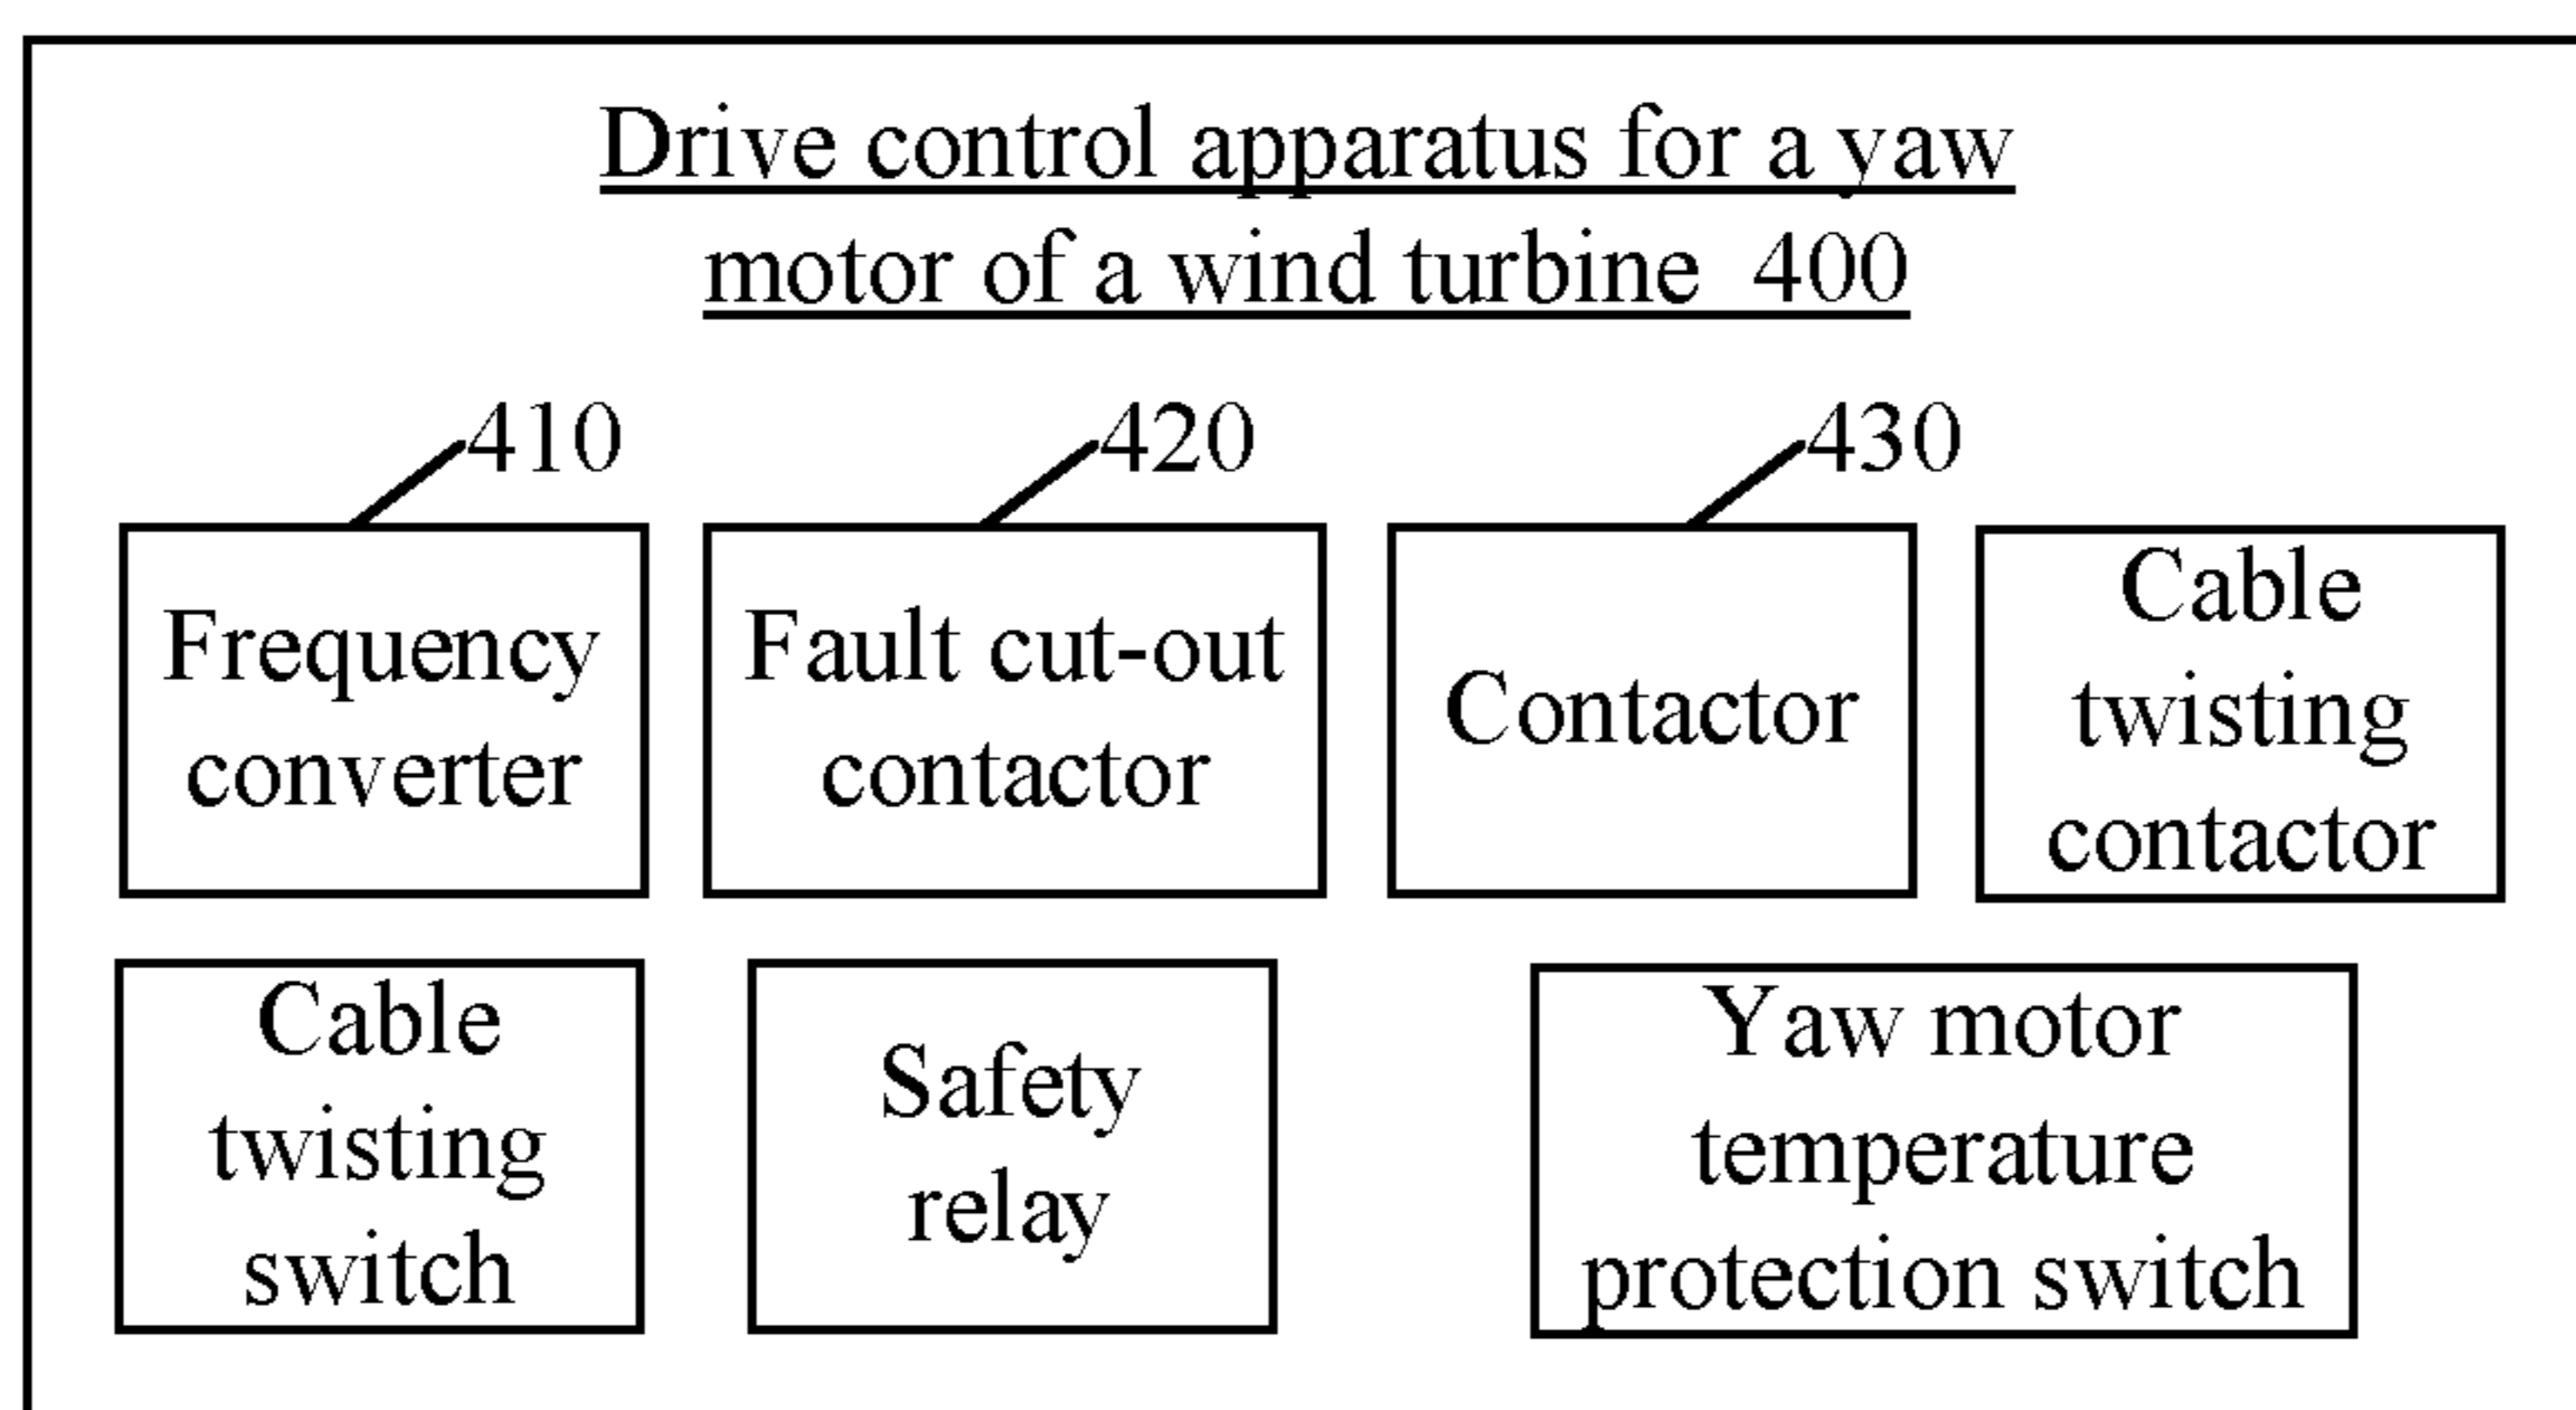 Drive control apparatus for a yaw
motor of a wind turbine 400
410
420
430
Frequency
converter
Fault cut-out
contactor
Contactor
Cable
twisting
contactor
Cable
twisting
switch
Safety
relay
Yaw motor
temperature
protection switch